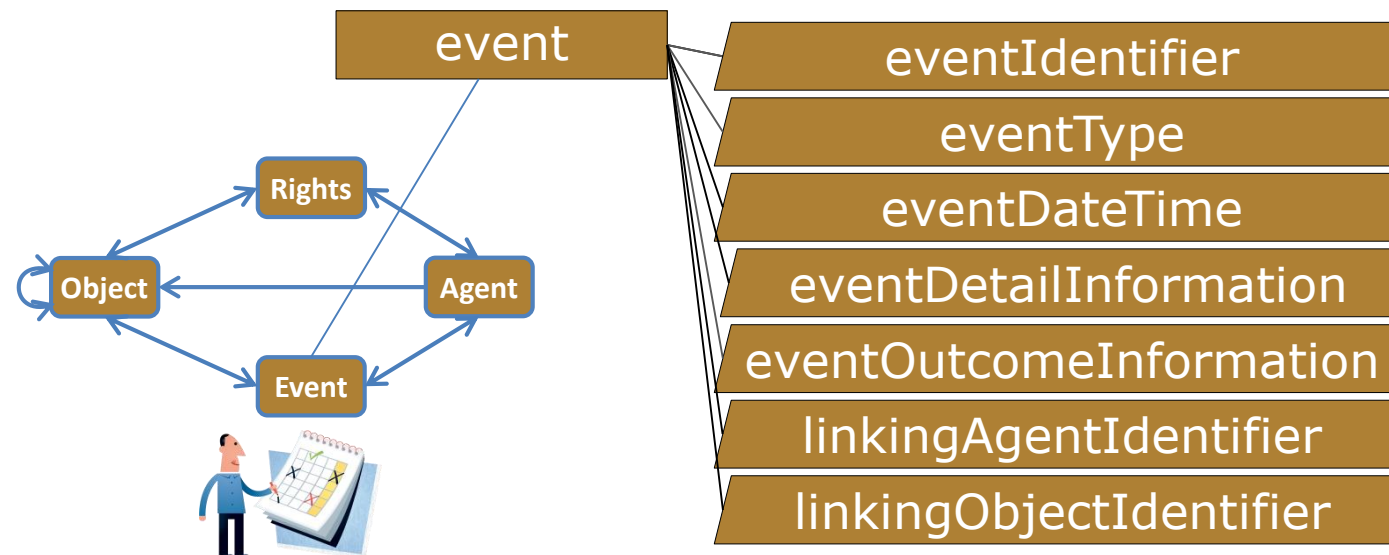 event
eventIdentifier
eventType
eventDateTime
eventDetailInformation
eventOutcomeInformation
linkingAgentIdentifier
linkingObjectIdentifier
Rights
Object
Agent
Event